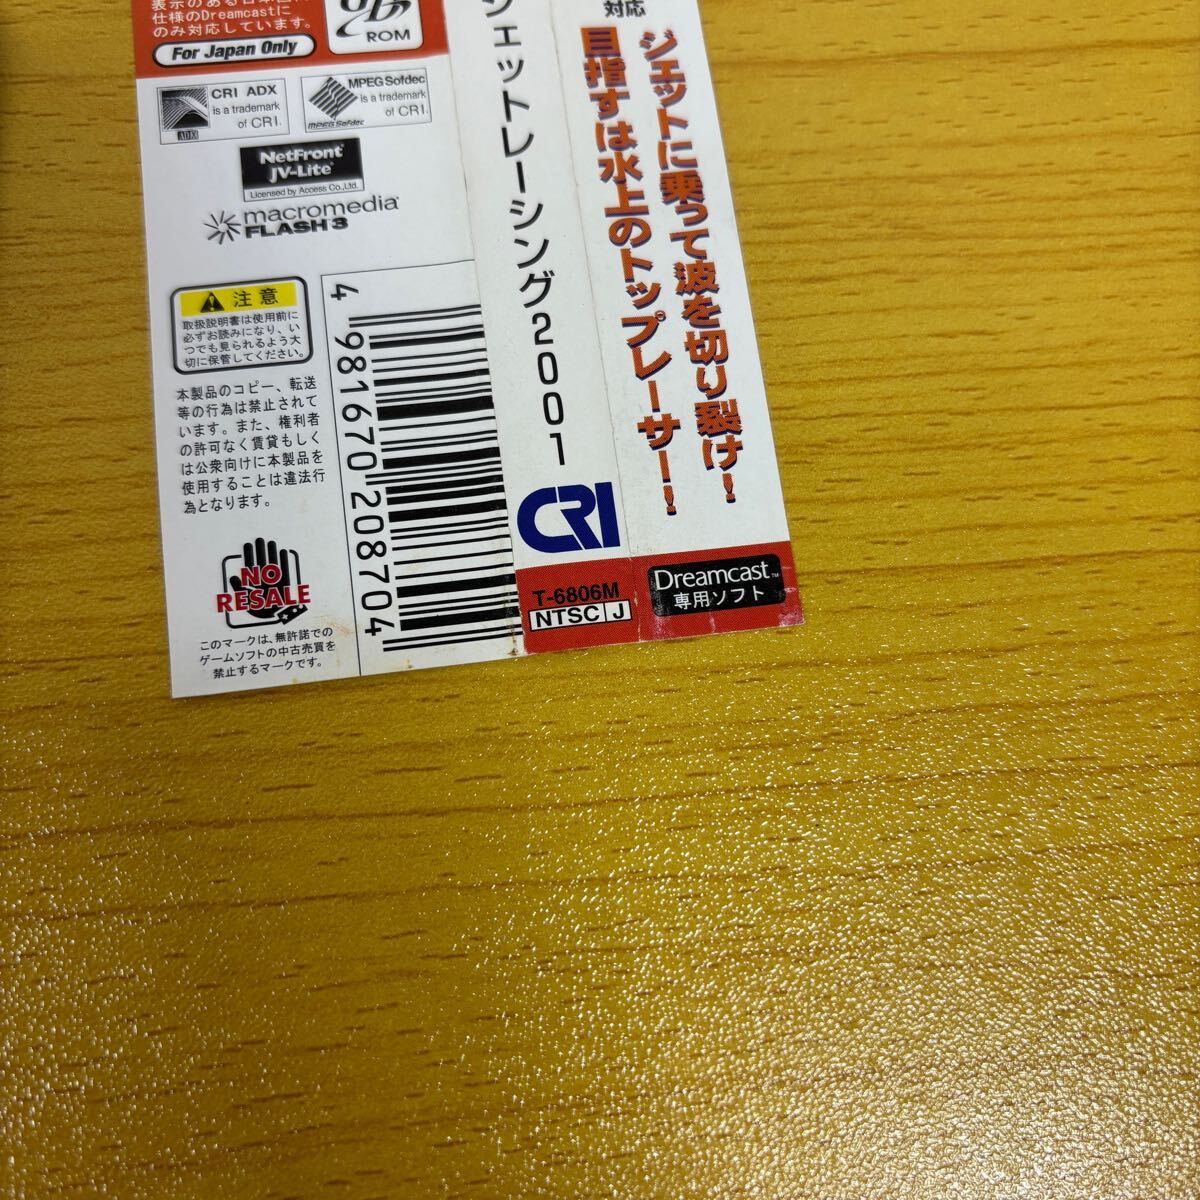 仕様のDreamcastに
のみ対応しています。
For Japan Only
ROM
CRI ADX
is a trademark
of CRI.
MPEG Sofdec
is a trademark
of CRI.
MPEG Sofdec
NetFront
JV-Lite
Licensed by Access Co.,Ltd.
macromedia
FLASH 3
注意
取扱説明書は使用前に
必ずお読みになり、い
つでも見られるよう大
切に保管してください。
本製品のコピー、転送
等の行為は禁止されて
います。また、権利者
の許可なく賃貸もしく
は公衆向けに本製品を
使用することは違法行
為となります。
NO
RESALE
このマークは、無許諾での
ゲームソフトの中古売買を
禁止するマークです。
4 981670 208704
ェットレーシング2001
CRI
T-6806M
NTSC J
対応
ジェットに乗って波を切り裂け!
目指すは水上のトップレーサー!
Dreamcast™
専用ソフト